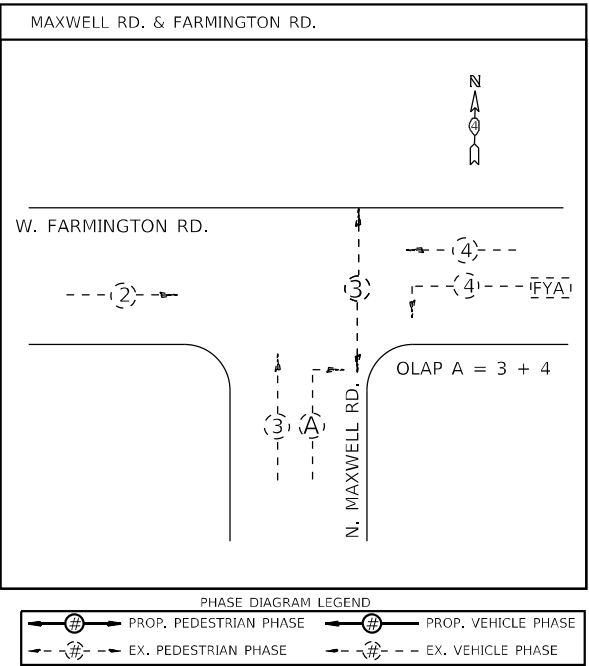 MAXWELL RD. & FARMINGTON RD.
N
4
W. FARMINGTON RD.
4
2
3
4
FYA
OLAP A = 3 + 4
3
A
N. MAXWELL RD.
PHASE DIAGRAM LEGEND
# PROP. PEDESTRIAN PHASE
# PROP. VEHICLE PHASE
# EX. PEDESTRIAN PHASE
# EX. VEHICLE PHASE